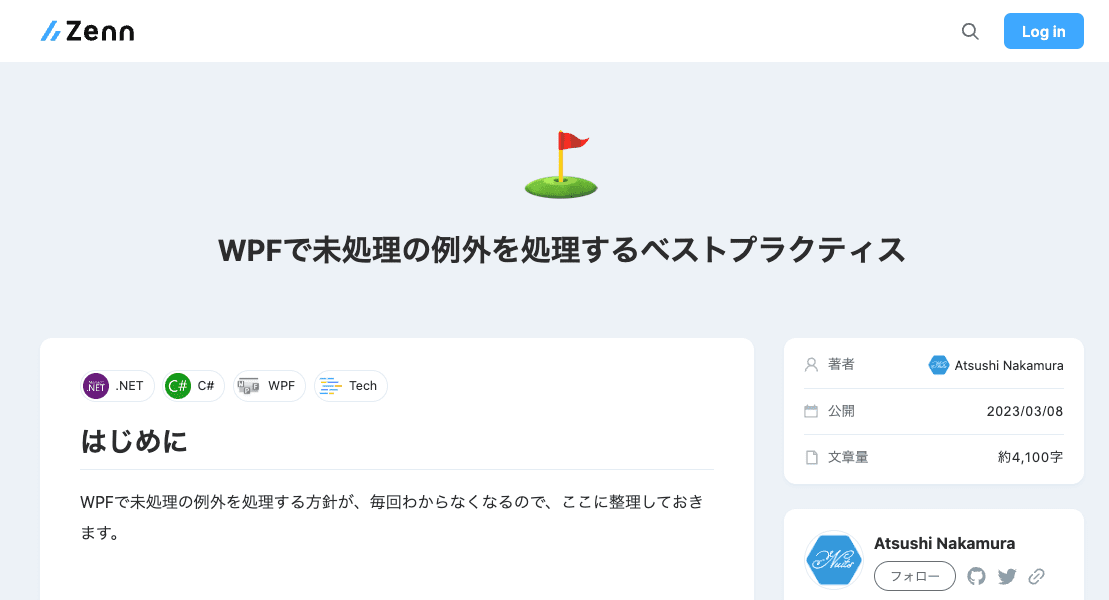 Zenn
Log in
WPFで未処理の例外を処理するベストプラクティス
.NET
C#
C#
WPF
Tech
はじめに
WPFで未処理の例外を処理する方針が、毎回わからなくなるので、ここに整理しておき
ます。
著者
Atsushi Nakamura
公開
2023/03/08
文章量
約4,100字
Nuits
Atsushi Nakamura
フォロー